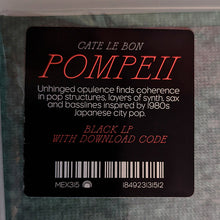 CATE LE BON
POMPEII
Unhinged opulence finds coherence
in pop structures, layers of synth, sax
and basslines inspired by 1980s
Japanese city pop.
BLACK LP
WITH DOWNLOAD CODE
MEX315 184923131512